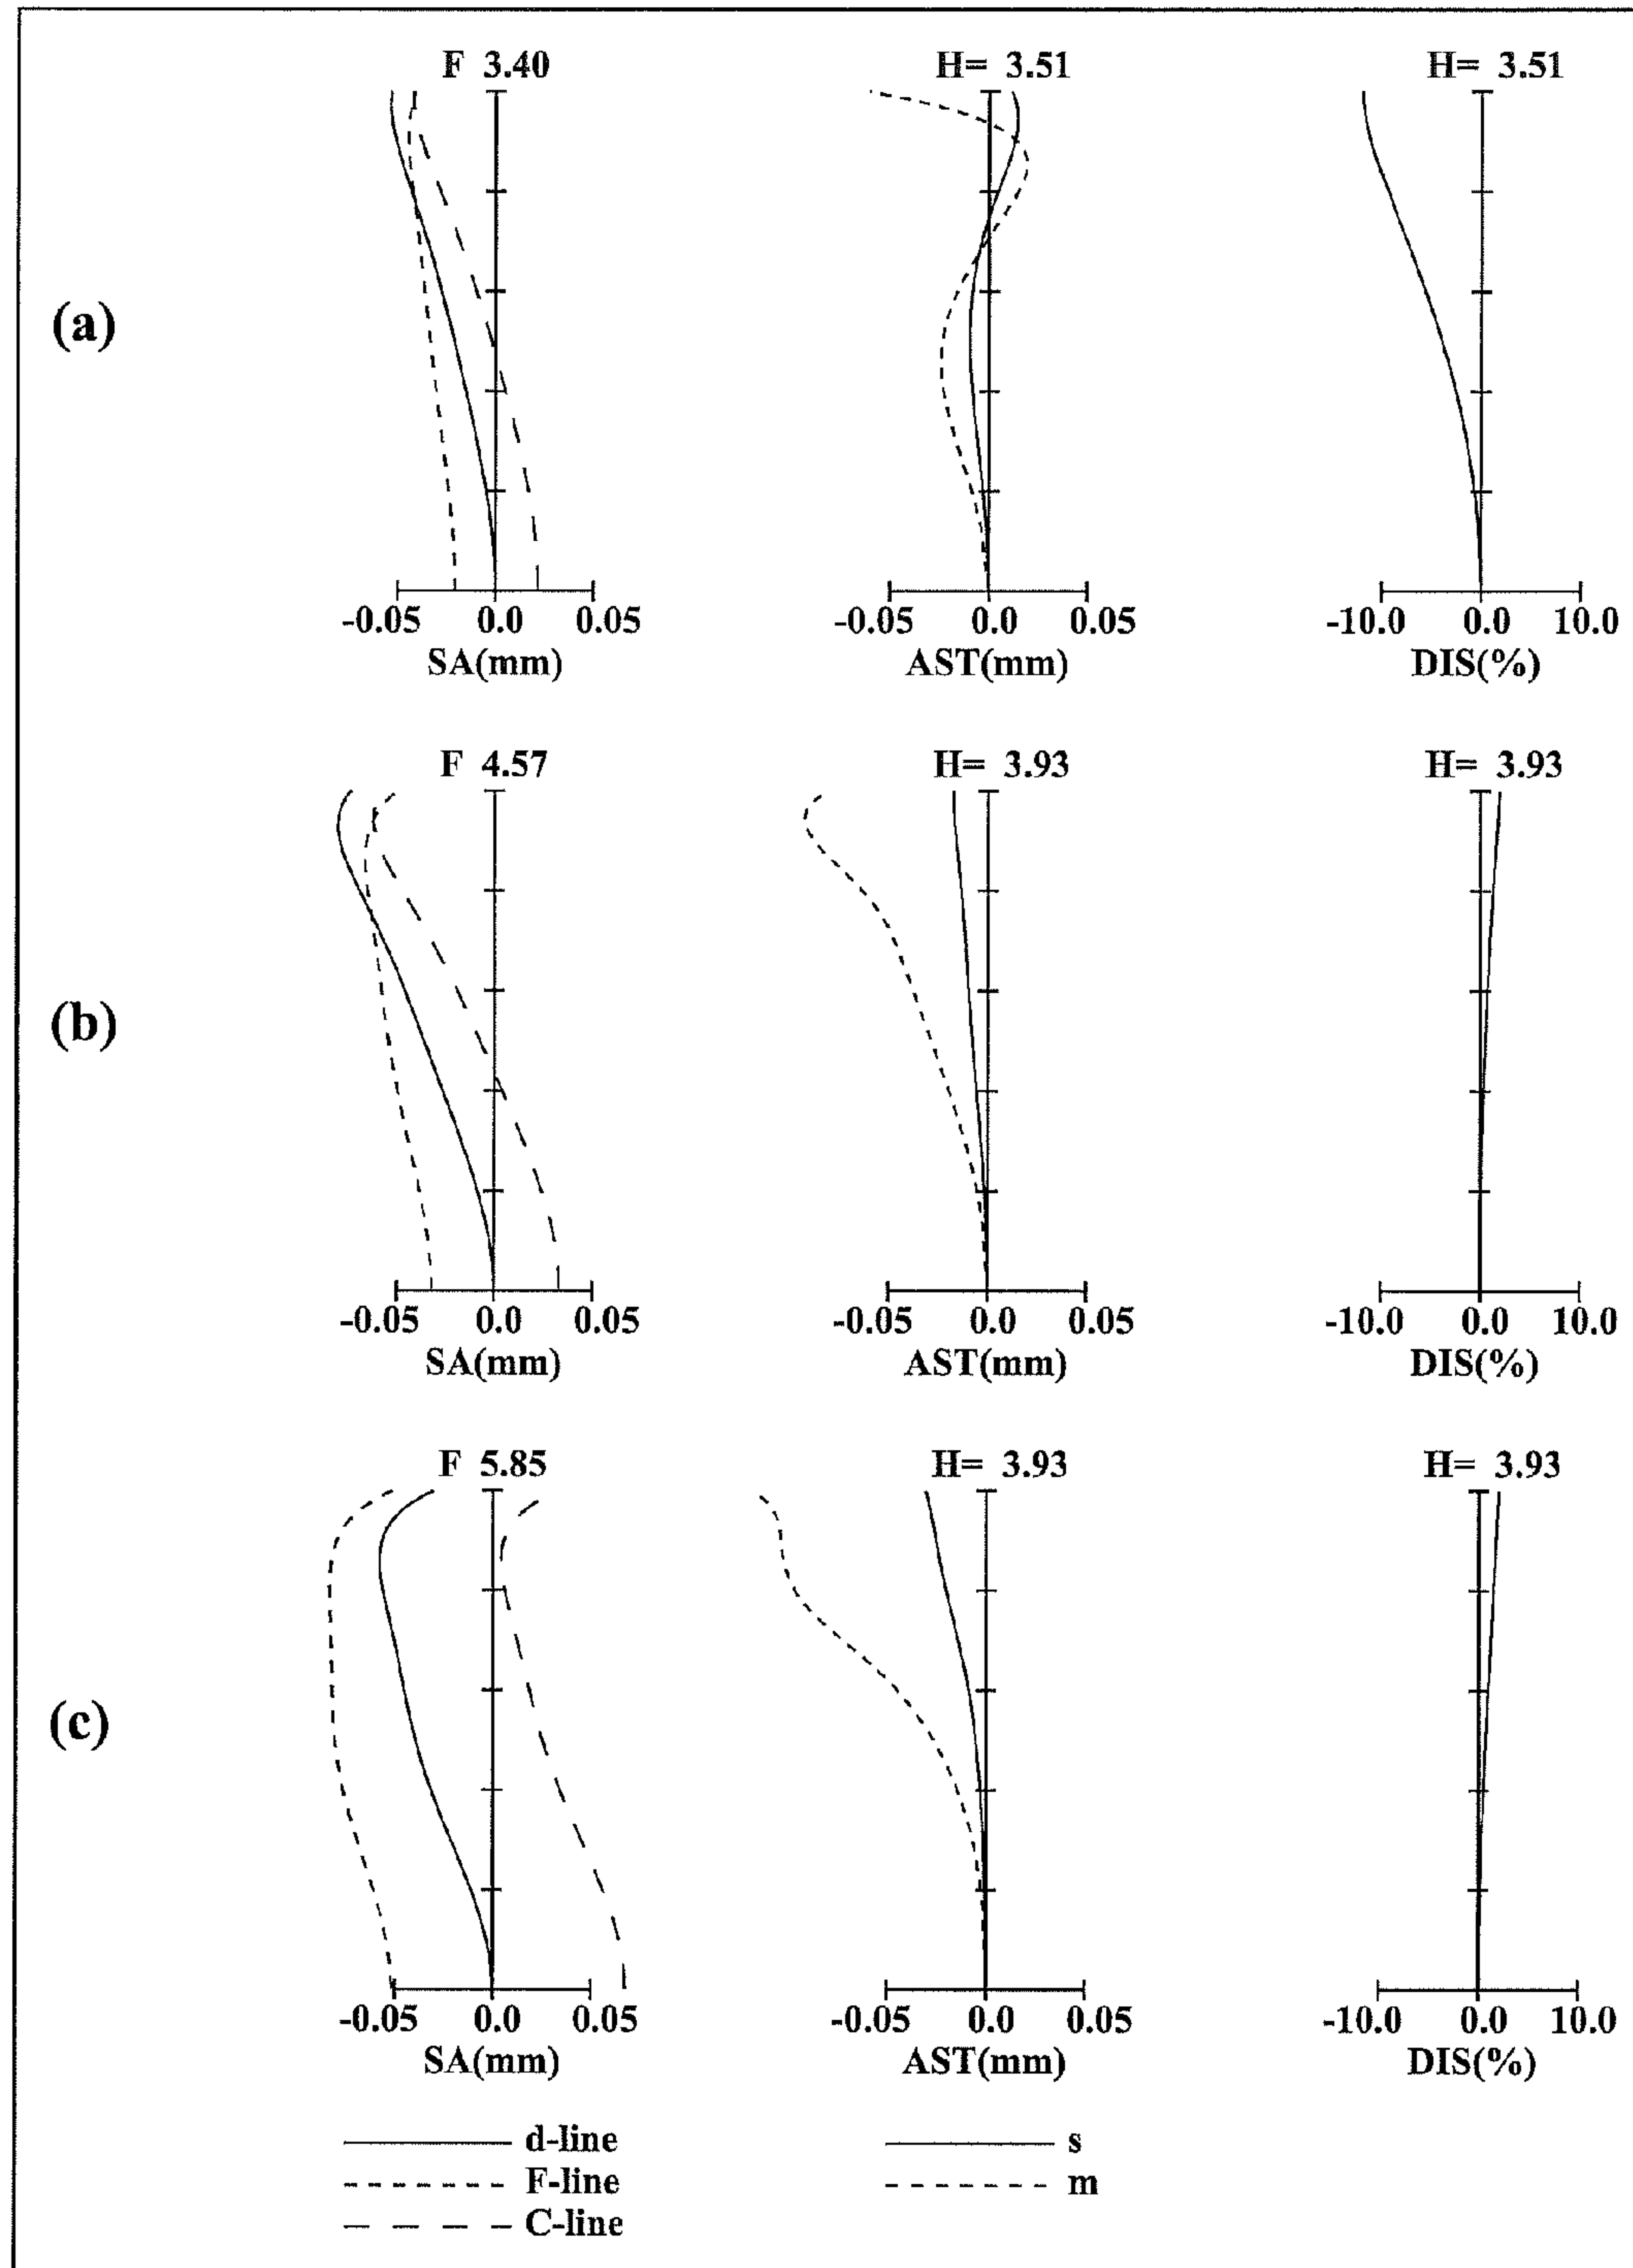 F 3.40 H= 3.51 H= 3.51
(a)
-0.05 0.0 0.05 -0.05 0.0 0.05 -10.0 0.0 10.0
SA(mm) AST(mm) DIS(%)
F 4.57 H= 3.93 H= 3.93
(b)
-0.05 0.0 0.05 -0.05 0.0 0.05 -10.0 0.0 10.0
SA(mm) AST(mm) DIS(%)
F 5.85 H= 3.93 H= 3.93
(c)
-0.05 0.0 0.05 -0.05 0.0 0.05 -10.0 0.0 10.0
SA(mm) AST(mm) DIS(%)
d-line s
F-line m
C-line